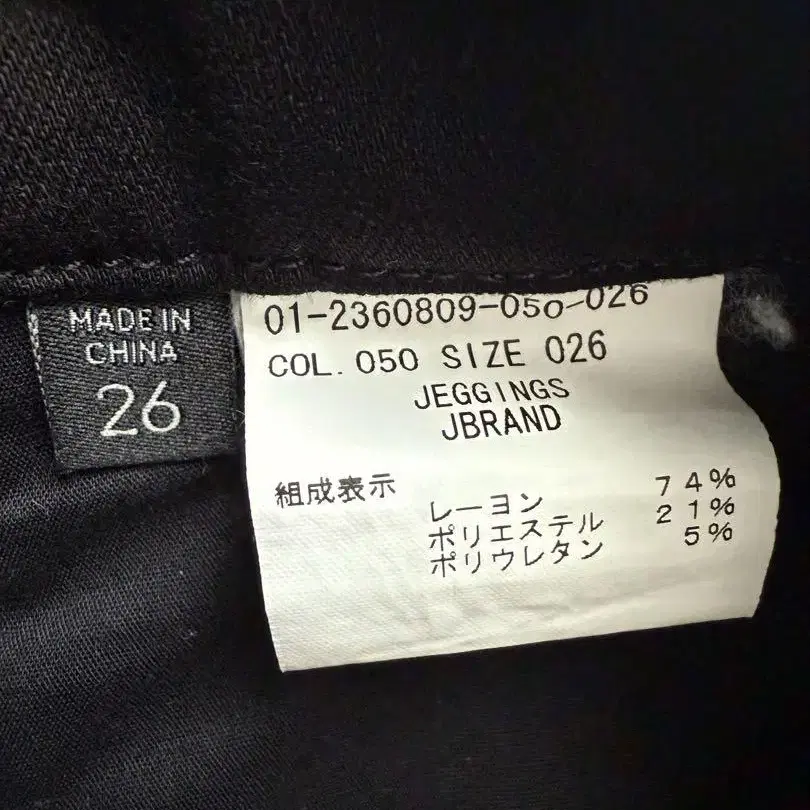 MADE IN
CHINA
26
01-2360809-050-026
COL. 050 SIZE 026
JEGGINGS
JBRAND
組成表示
レーヨン 74%
ポリエステル 21%
ポリウレタン 5%